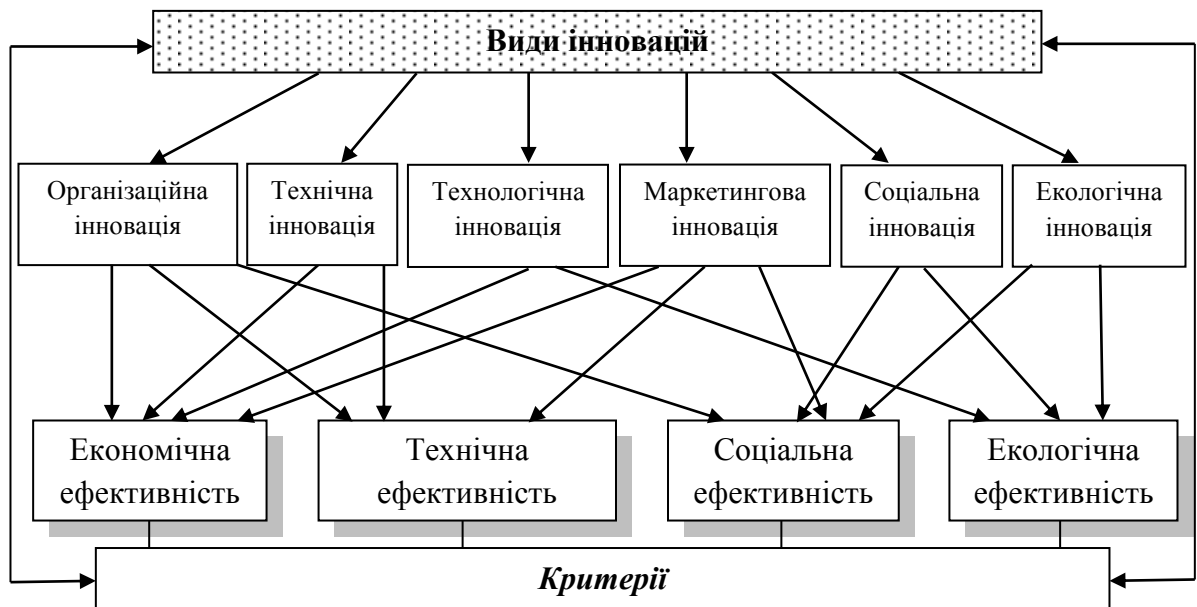 Види інновацій
Організаційна
інновація
Технічна
інновація
Технологічна
інновація
Маркетингова
інновація
Соціальна
інновація
Екологічна
інновація
Економічна
ефективність
Технічна
ефективність
Соціальна
ефективність
Екологічна
ефективність
Критерії